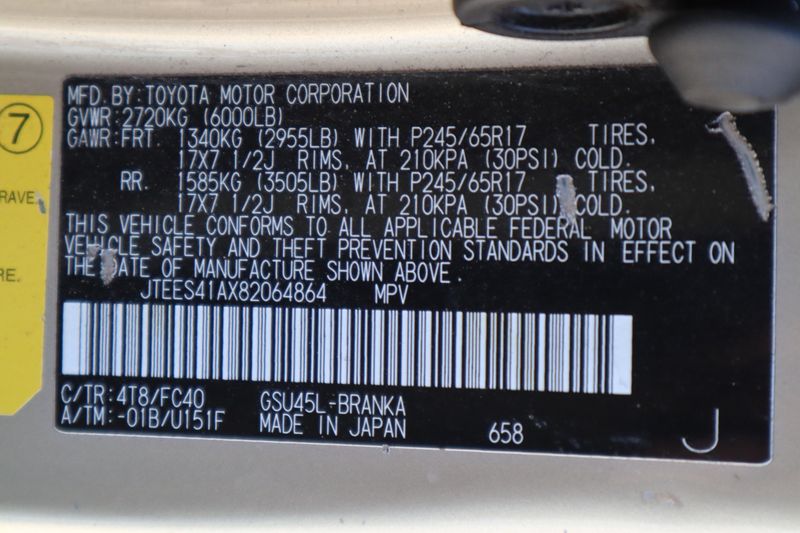 7
RAVE.
RE.
MFD. BY: TOYOTA MOTOR CORPORATION
GVWR: 2720KG (6000LB)
GAWR: FRT. 1340KG (2955LB) WITH P245/65R17 TIRES,
17X7 1/2J RIMS, AT 210KPA (30PSI) COLD.
RR. 1585KG (3505LB) WITH P245/65R17 TIRES,
17X7 1/2J RIMS, AT 210KPA (30PSI) COLD.
THIS VEHICLE CONFORMS TO ALL APPLICABLE FEDERAL MOTOR
VEHICLE SAFETY AND THEFT PREVENTION STANDARDS IN EFFECT ON
THE DATE OF MANUFACTURE SHOWN ABOVE.
JTEES41AX82064864 MPV
C/TR: 4T8/FC40 GSU45L-BRANKA
A/TM: -01B/U151F MADE IN JAPAN 658 J